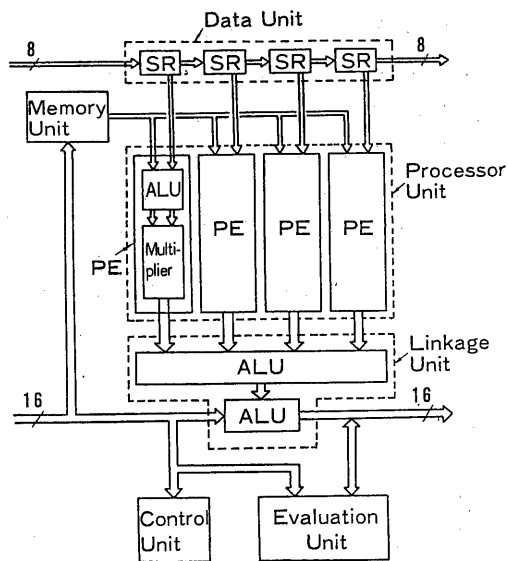 Data Unit
8
SR
SR
SR
SR
8
Memory
Unit
Processor
Unit
ALU
Multi-
plier
PE
PE
PE
PE
Linkage
Unit
ALU
16
ALU
16
Control
Unit
Evaluation
Unit